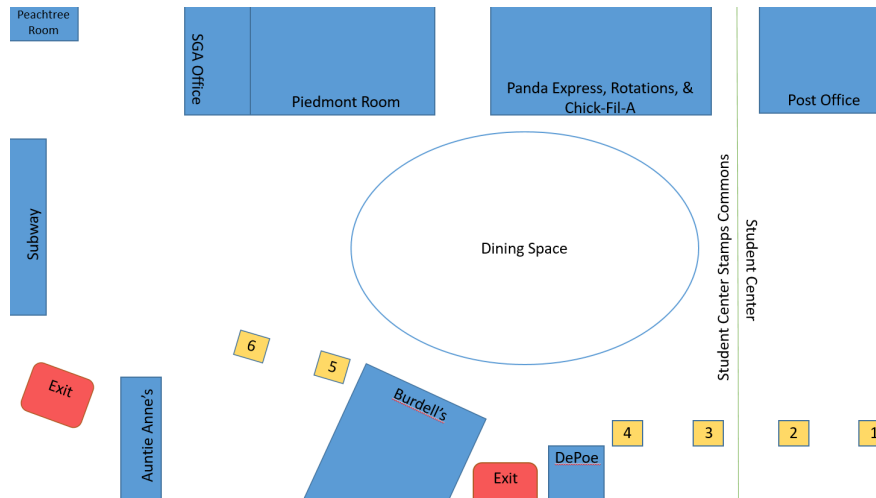 Peachtree
Room
SGA Office
Piedmont Room
Panda Express, Rotations, &
Chick-Fil-A
Post Office
Subway
Dining Space
Student Center Stamps Commons
Student Center
6
5
Exit
Auntie Anne's
Burdell's
4
3
2
1
DePoe
Exit